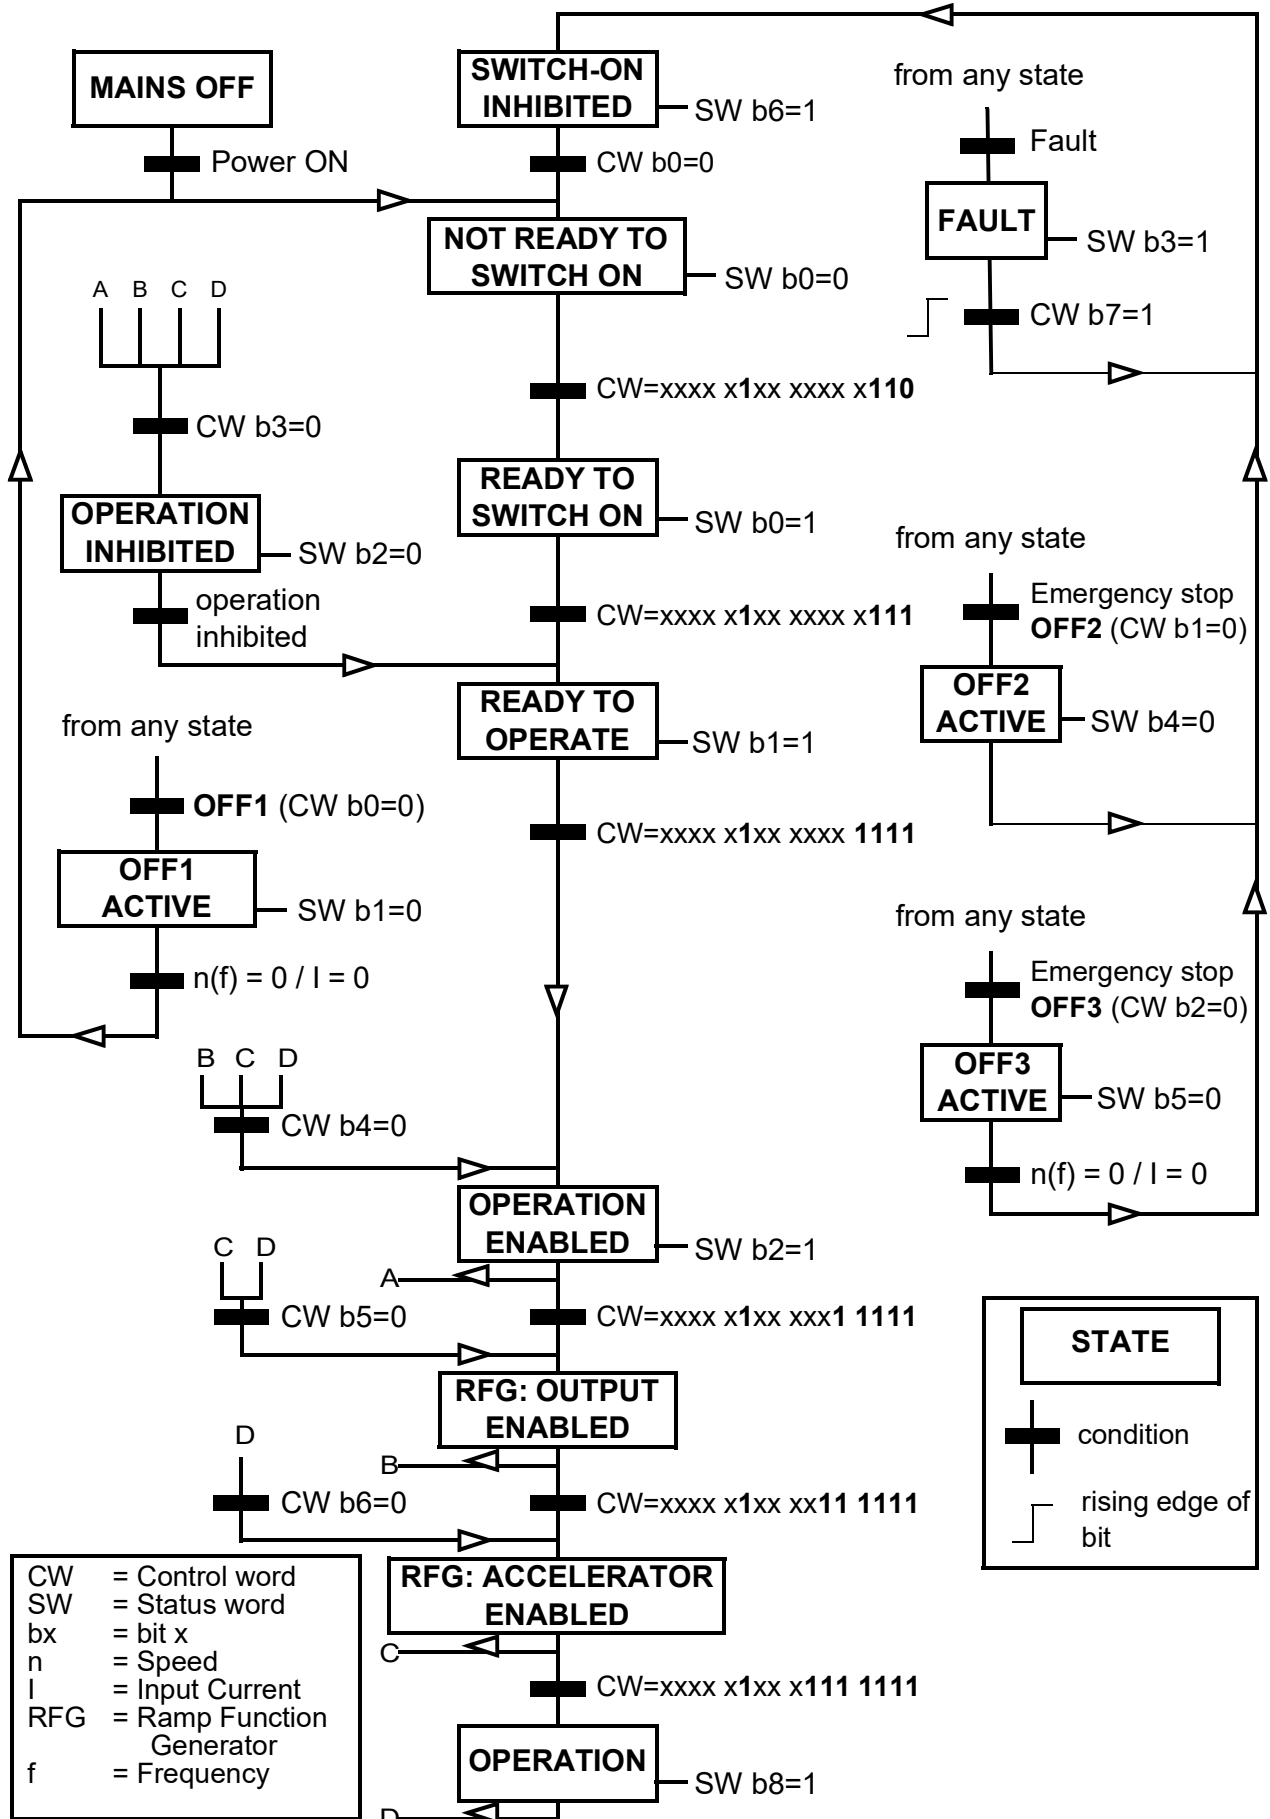 MAINS OFF
Power ON
SWITCH-ON
INHIBITED
SW b6=1
CW b0=0
NOT READY TO
SWITCH ON
SW b0=0
CW=xxxx x1xx xxxx x110
READY TO
SWITCH ON
SW b0=1
CW=xxxx x1xx xxxx x111
READY TO
OPERATE
SW b1=1
CW=xxxx x1xx xxxx 1111
A B C D
CW b3=0
OPERATION
INHIBITED
SW b2=0
operation
inhibited
from any state
OFF1 (CW b0=0)
OFF1
ACTIVE
SW b1=0
n(f) = 0 / I = 0
B C D
CW b4=0
OPERATION
ENABLED
SW b2=1
A
C D
CW b5=0
CW=xxxx x1xx xxx1 1111
RFG: OUTPUT
ENABLED
B
D
CW b6=0
CW=xxxx x1xx xx11 1111
RFG: ACCELERATOR
ENABLED
C
CW=xxxx x1xx x111 1111
OPERATION
SW b8=1
D
from any state
Fault
FAULT
SW b3=1
CW b7=1
from any state
Emergency stop
OFF2 (CW b1=0)
OFF2
ACTIVE
SW b4=0
from any state
Emergency stop
OFF3 (CW b2=0)
OFF3
ACTIVE
SW b5=0
n(f) = 0 / I = 0
STATE
condition
rising edge of
bit
CW = Control word
SW = Status word
bx = bit x
n = Speed
I = Input Current
RFG = Ramp Function
Generator
f = Frequency